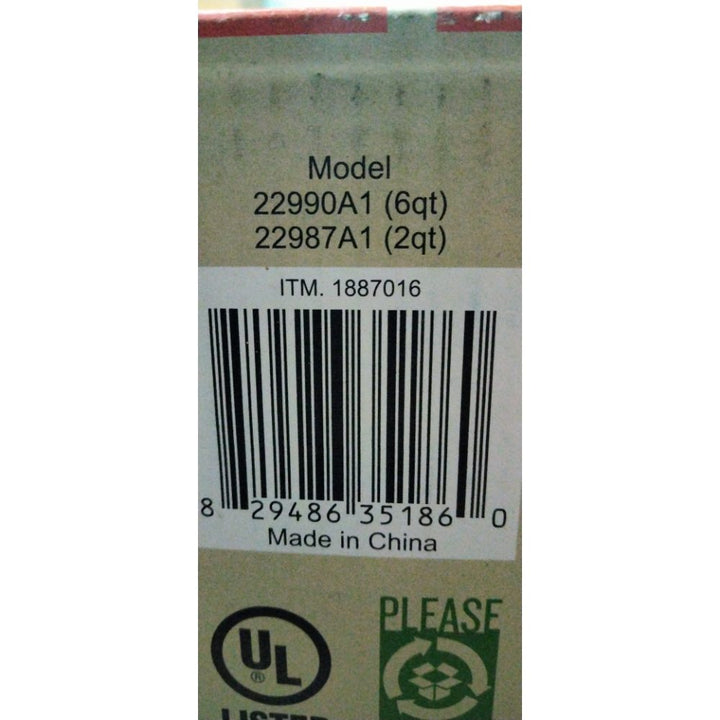 Model
22990A1 (6qt)
22987A1 (2qt)
ITM. 1887016
8 29486 35186 0
Made in China
UL
®
LISTED
PLEASE